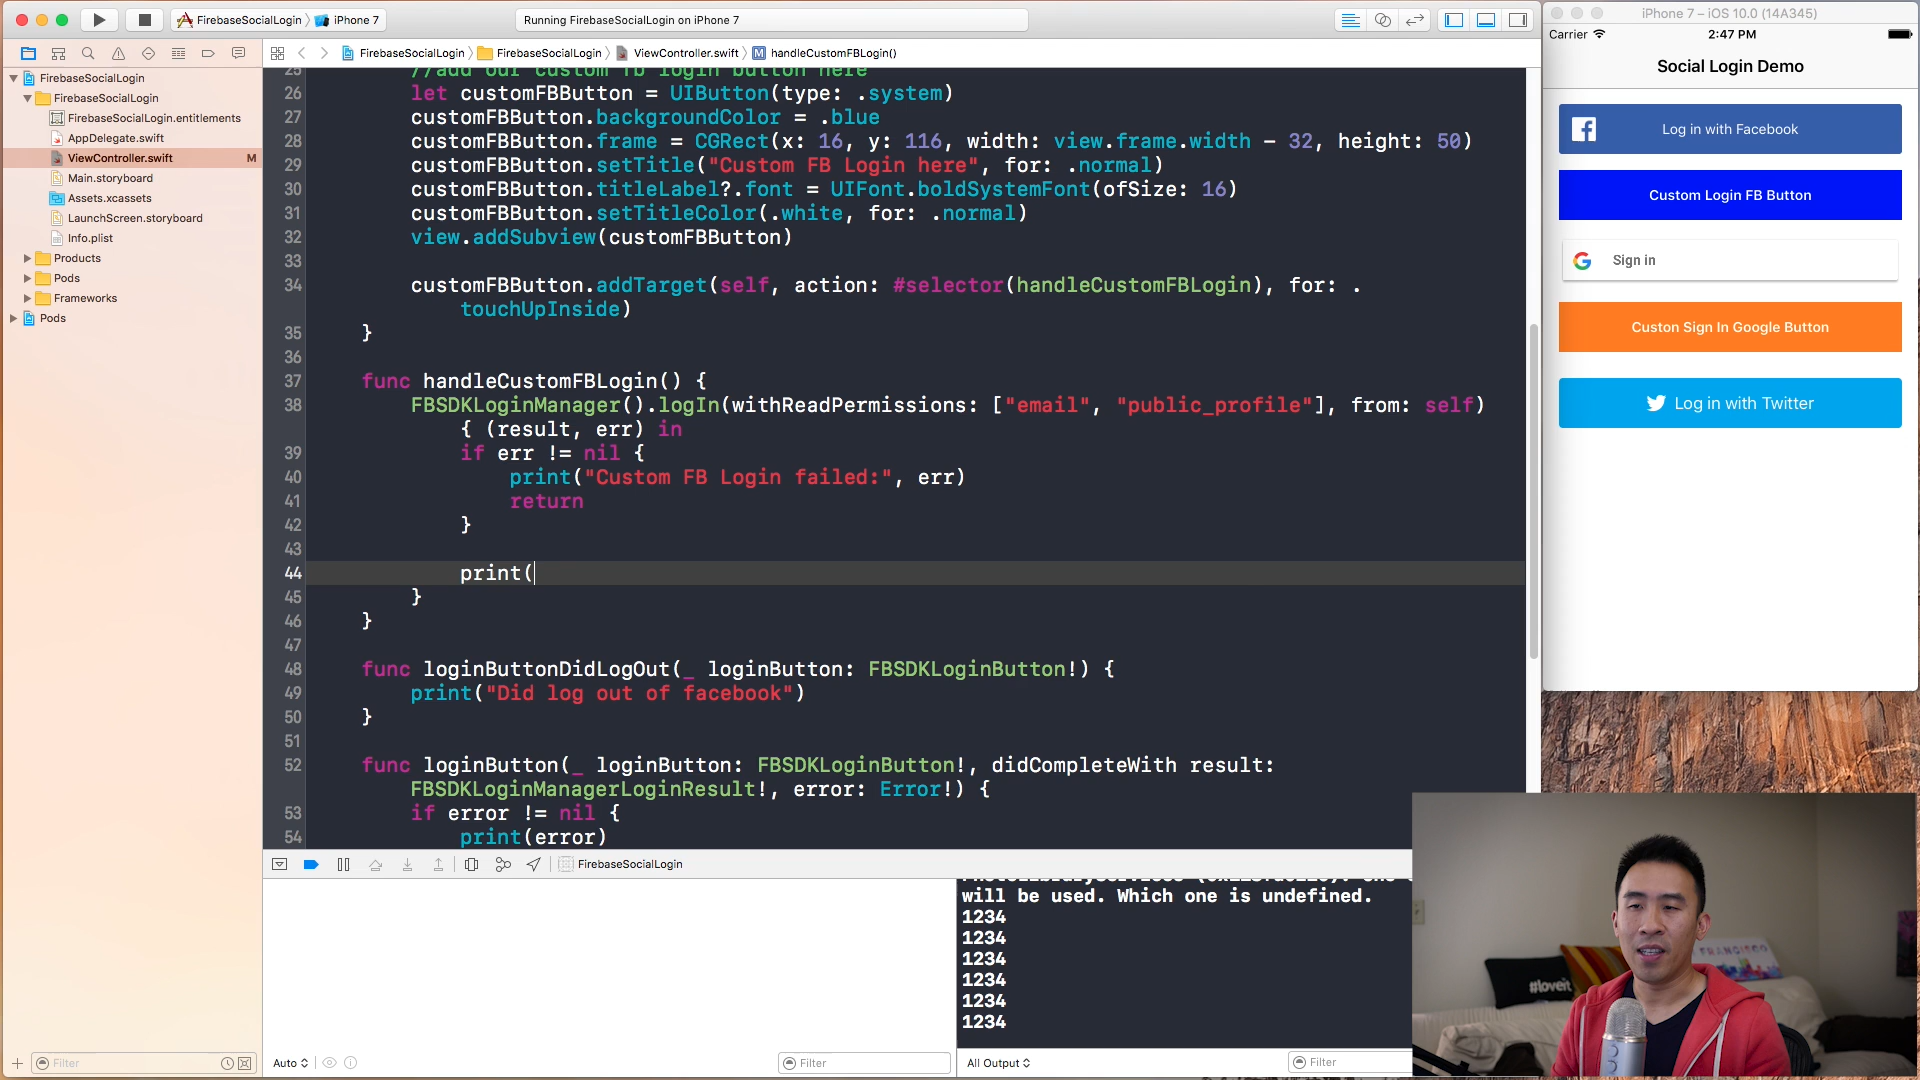 FirebaseSocialLogin
iPhone 7
Running FirebaseSocialLogin on iPhone 7
FirebaseSocialLogin
FirebaseSocialLogin
ViewController.swift
handleCustomFBLogin()
FirebaseSocialLogin
FirebaseSocialLogin
FirebaseSocialLogin.entitlements
AppDelegate.swift
ViewController.swift M
Main.storyboard
Assets.xcassets
LaunchScreen.storyboard
Info.plist
Products
Pods
Frameworks
Pods
Filter
25 //add our custom fb login button here
26 let customFBButton = UIButton(type: .system)
27 customFBButton.backgroundColor = .blue
28 customFBButton.frame = CGRect(x: 16, y: 116, width: view.frame.width - 32, height: 50)
29 customFBButton.setTitle("Custom FB Login here", for: .normal)
30 customFBButton.titleLabel?.font = UIFont.boldSystemFont(ofSize: 16)
31 customFBButton.setTitleColor(.white, for: .normal)
32 view.addSubview(customFBButton)
33
34 customFBButton.addTarget(self, action: #selector(handleCustomFBLogin), for: .
touchUpInside)
35 }
36
37 func handleCustomFBLogin() {
38 FBSDKLoginManager().logIn(withReadPermissions: ["email", "public_profile"], from: self)
{ (result, err) in
39 if err != nil {
40 print("Custom FB Login failed:", err)
41 return
42 }
43
44 print(
45 }
46 }
47
48 func loginButtonDidLogOut(_ loginButton: FBSDKLoginButton!) {
49 print("Did log out of facebook")
50 }
51
52 func loginButton(_ loginButton: FBSDKLoginButton!, didCompleteWith result:
FBSDKLoginManagerLoginResult!, error: Error!) {
53 if error != nil {
54 print(error)
FirebaseSocialLogin
will be used. Which one is undefined.
1234
1234
1234
1234
1234
1234
Auto
Filter
All Output
Filter
iPhone 7 – iOS 10.0 (14A345)
Carrier 2:47 PM
Social Login Demo
Log in with Facebook
Custom Login FB Button
Sign in
Custon Sign In Google Button
Log in with Twitter
#loveit
FRANCISCO